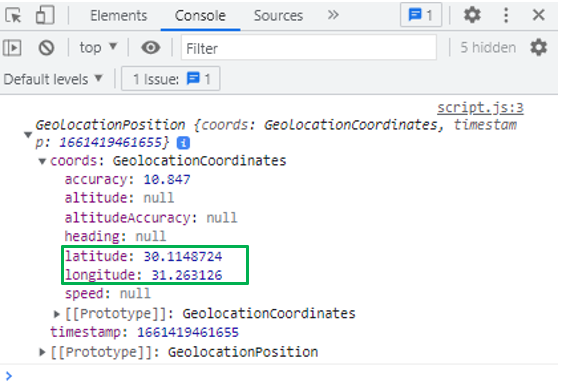 Elements Console Sources » 1
top ▼ Filter 5 hidden
Default levels ▼ 1 Issue: 1
script.js:3
GeolocationPosition {coords: GeolocationCoordinates, timestam
p: 1661419461655} i
▼coords: GeolocationCoordinates
accuracy: 10.847
altitude: null
altitudeAccuracy: null
heading: null
latitude: 30.1148724
longitude: 31.263126
speed: null
▶[[Prototype]]: GeolocationCoordinates
timestamp: 1661419461655
▶[[Prototype]]: GeolocationPosition
>